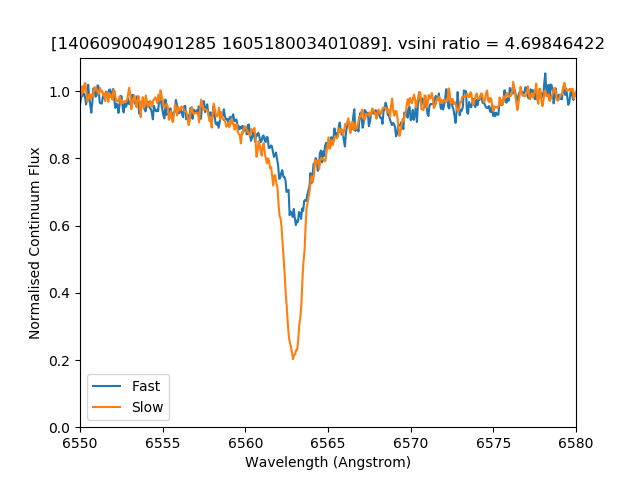 [140609004901285 160518003401089]. vsini ratio = 4.69846422
1.0
0.8
0.6
0.4
0.2
0.0
Normalised Continuum Flux
Fast
Slow
6550 6555 6560 6565 6570 6575 6580
Wavelength (Angstrom)